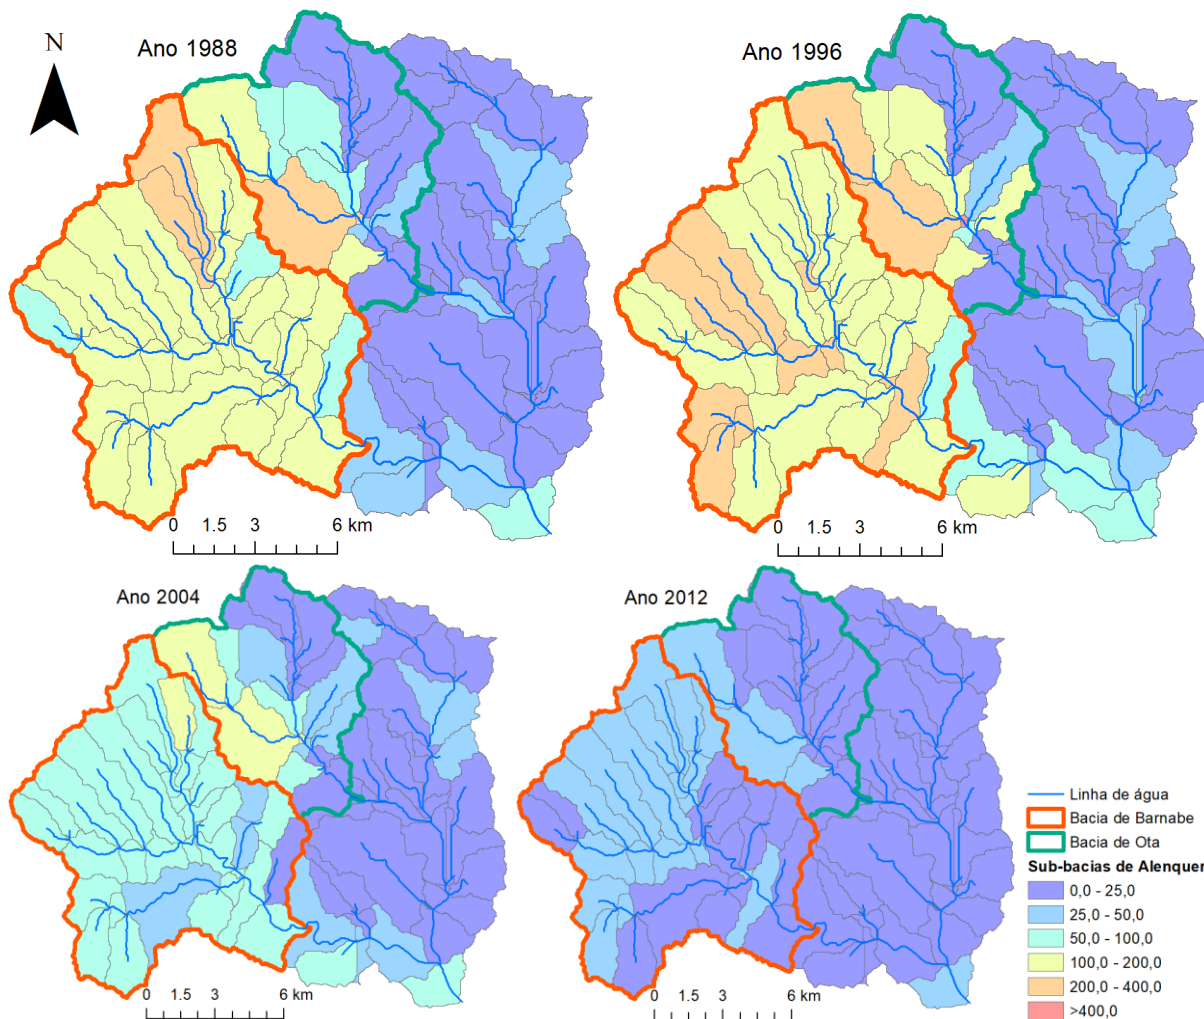 N
Ano 1988
Ano 1996
0 1.5 3 6 km
0 1.5 3 6 km
Ano 2004
Ano 2012
0 1.5 3 6 km
0 1.5 3 6 km
Linha de água
Bacia de Barnabe
Bacia de Ota
Sub-bacias de Alenquer
0,0 - 25,0
25,0 - 50,0
50,0 - 100,0
100,0 - 200,0
200,0 - 400,0
>400,0